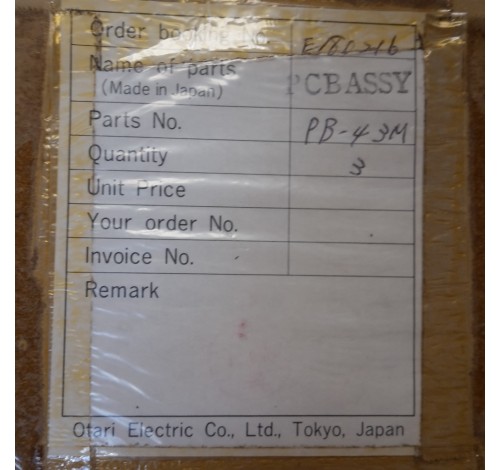 Order booking No. E180216
Name of parts PCBASSY
(Made in Japan)
Parts No. PB-43M
Quantity 3
Unit Price
Your order No.
Invoice No.
Remark
Otari Electric Co., Ltd., Tokyo, Japan